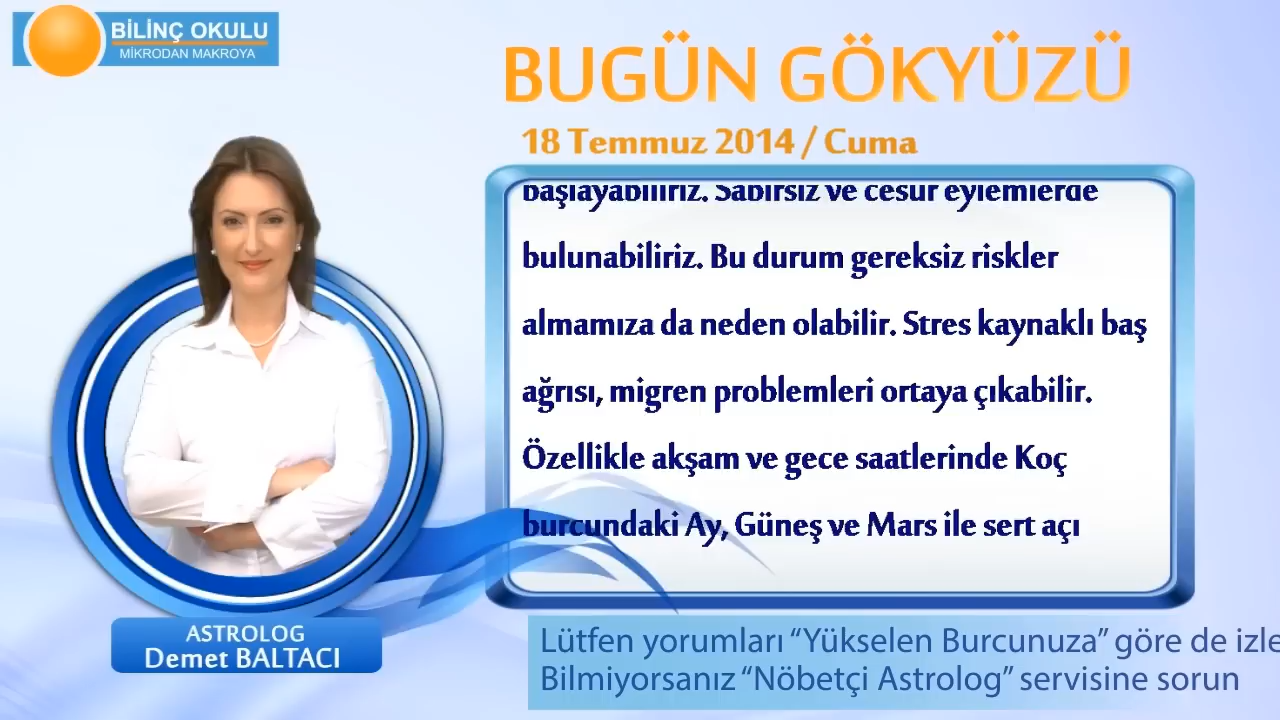 BİLİNÇ OKULU
MİKRODAN MAKROYA
BUGÜN GÖKYÜZÜ
18 Temmuz 2014 / Cuma
başlayabiliriz. Sabırsız ve cesur eylemlerde
bulunabiliriz. Bu durum gereksiz riskler
almamıza da neden olabilir. Stres kaynaklı baş
ağrısı, migren problemleri ortaya çıkabilir.
Özellikle akşam ve gece saatlerinde Koç
burcundaki Ay, Güneş ve Mars ile sert açı
ASTROLOG
Demet BALTACI
Lütfen yorumları “Yükselen Burcunuza” göre de izle
Bilmiyorsanız “Nöbetçi Astrolog” servisine sorun